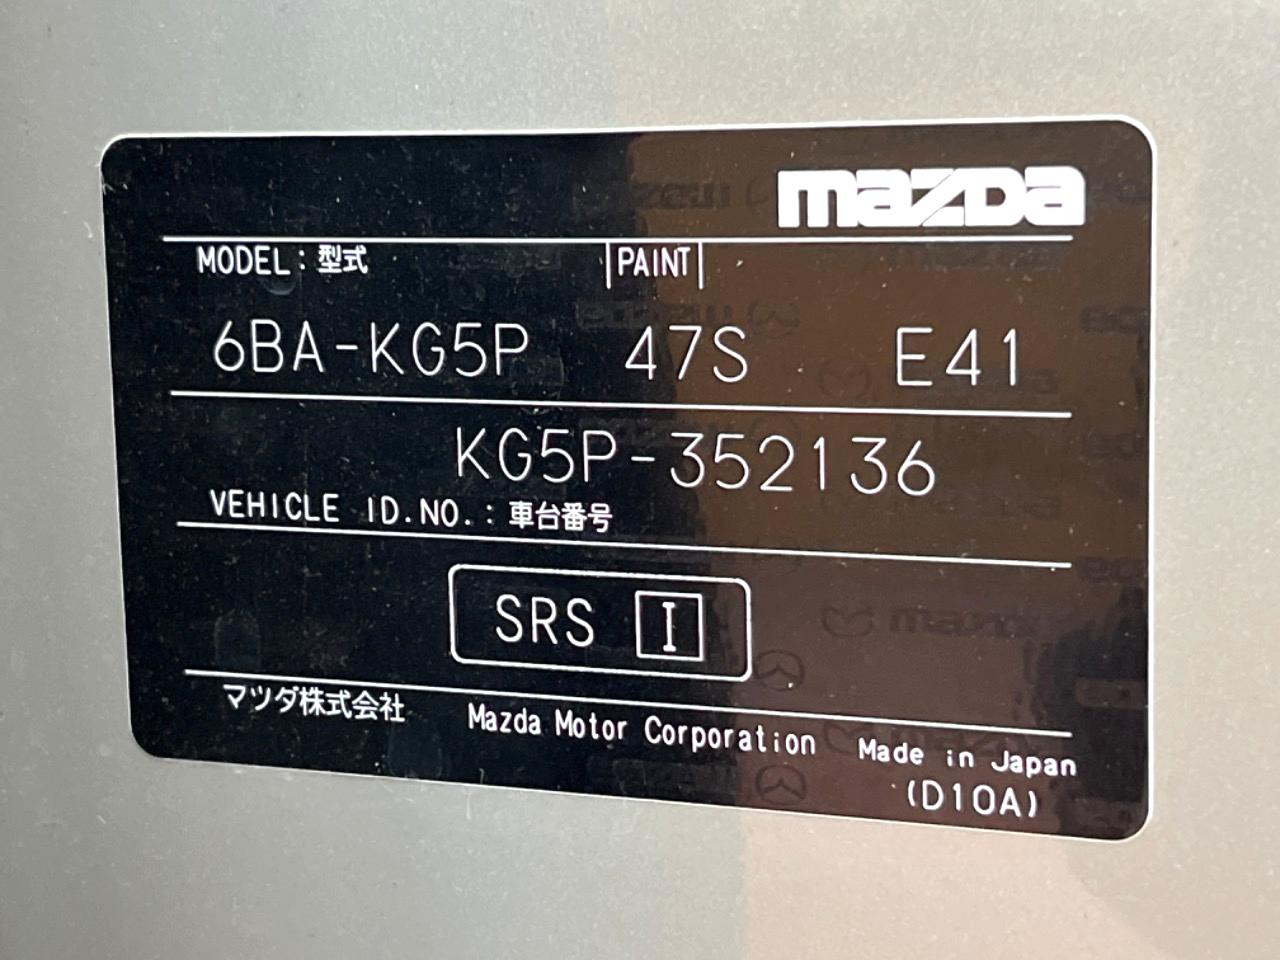 mazda
MODEL:型式 PAINT
6BA-KG5P 47S E41
KG5P-352136
VEHICLE ID.NO.:車台番号
SRS I
マツダ株式会社 Mazda Motor Corporation Made in Japan
(D10A)